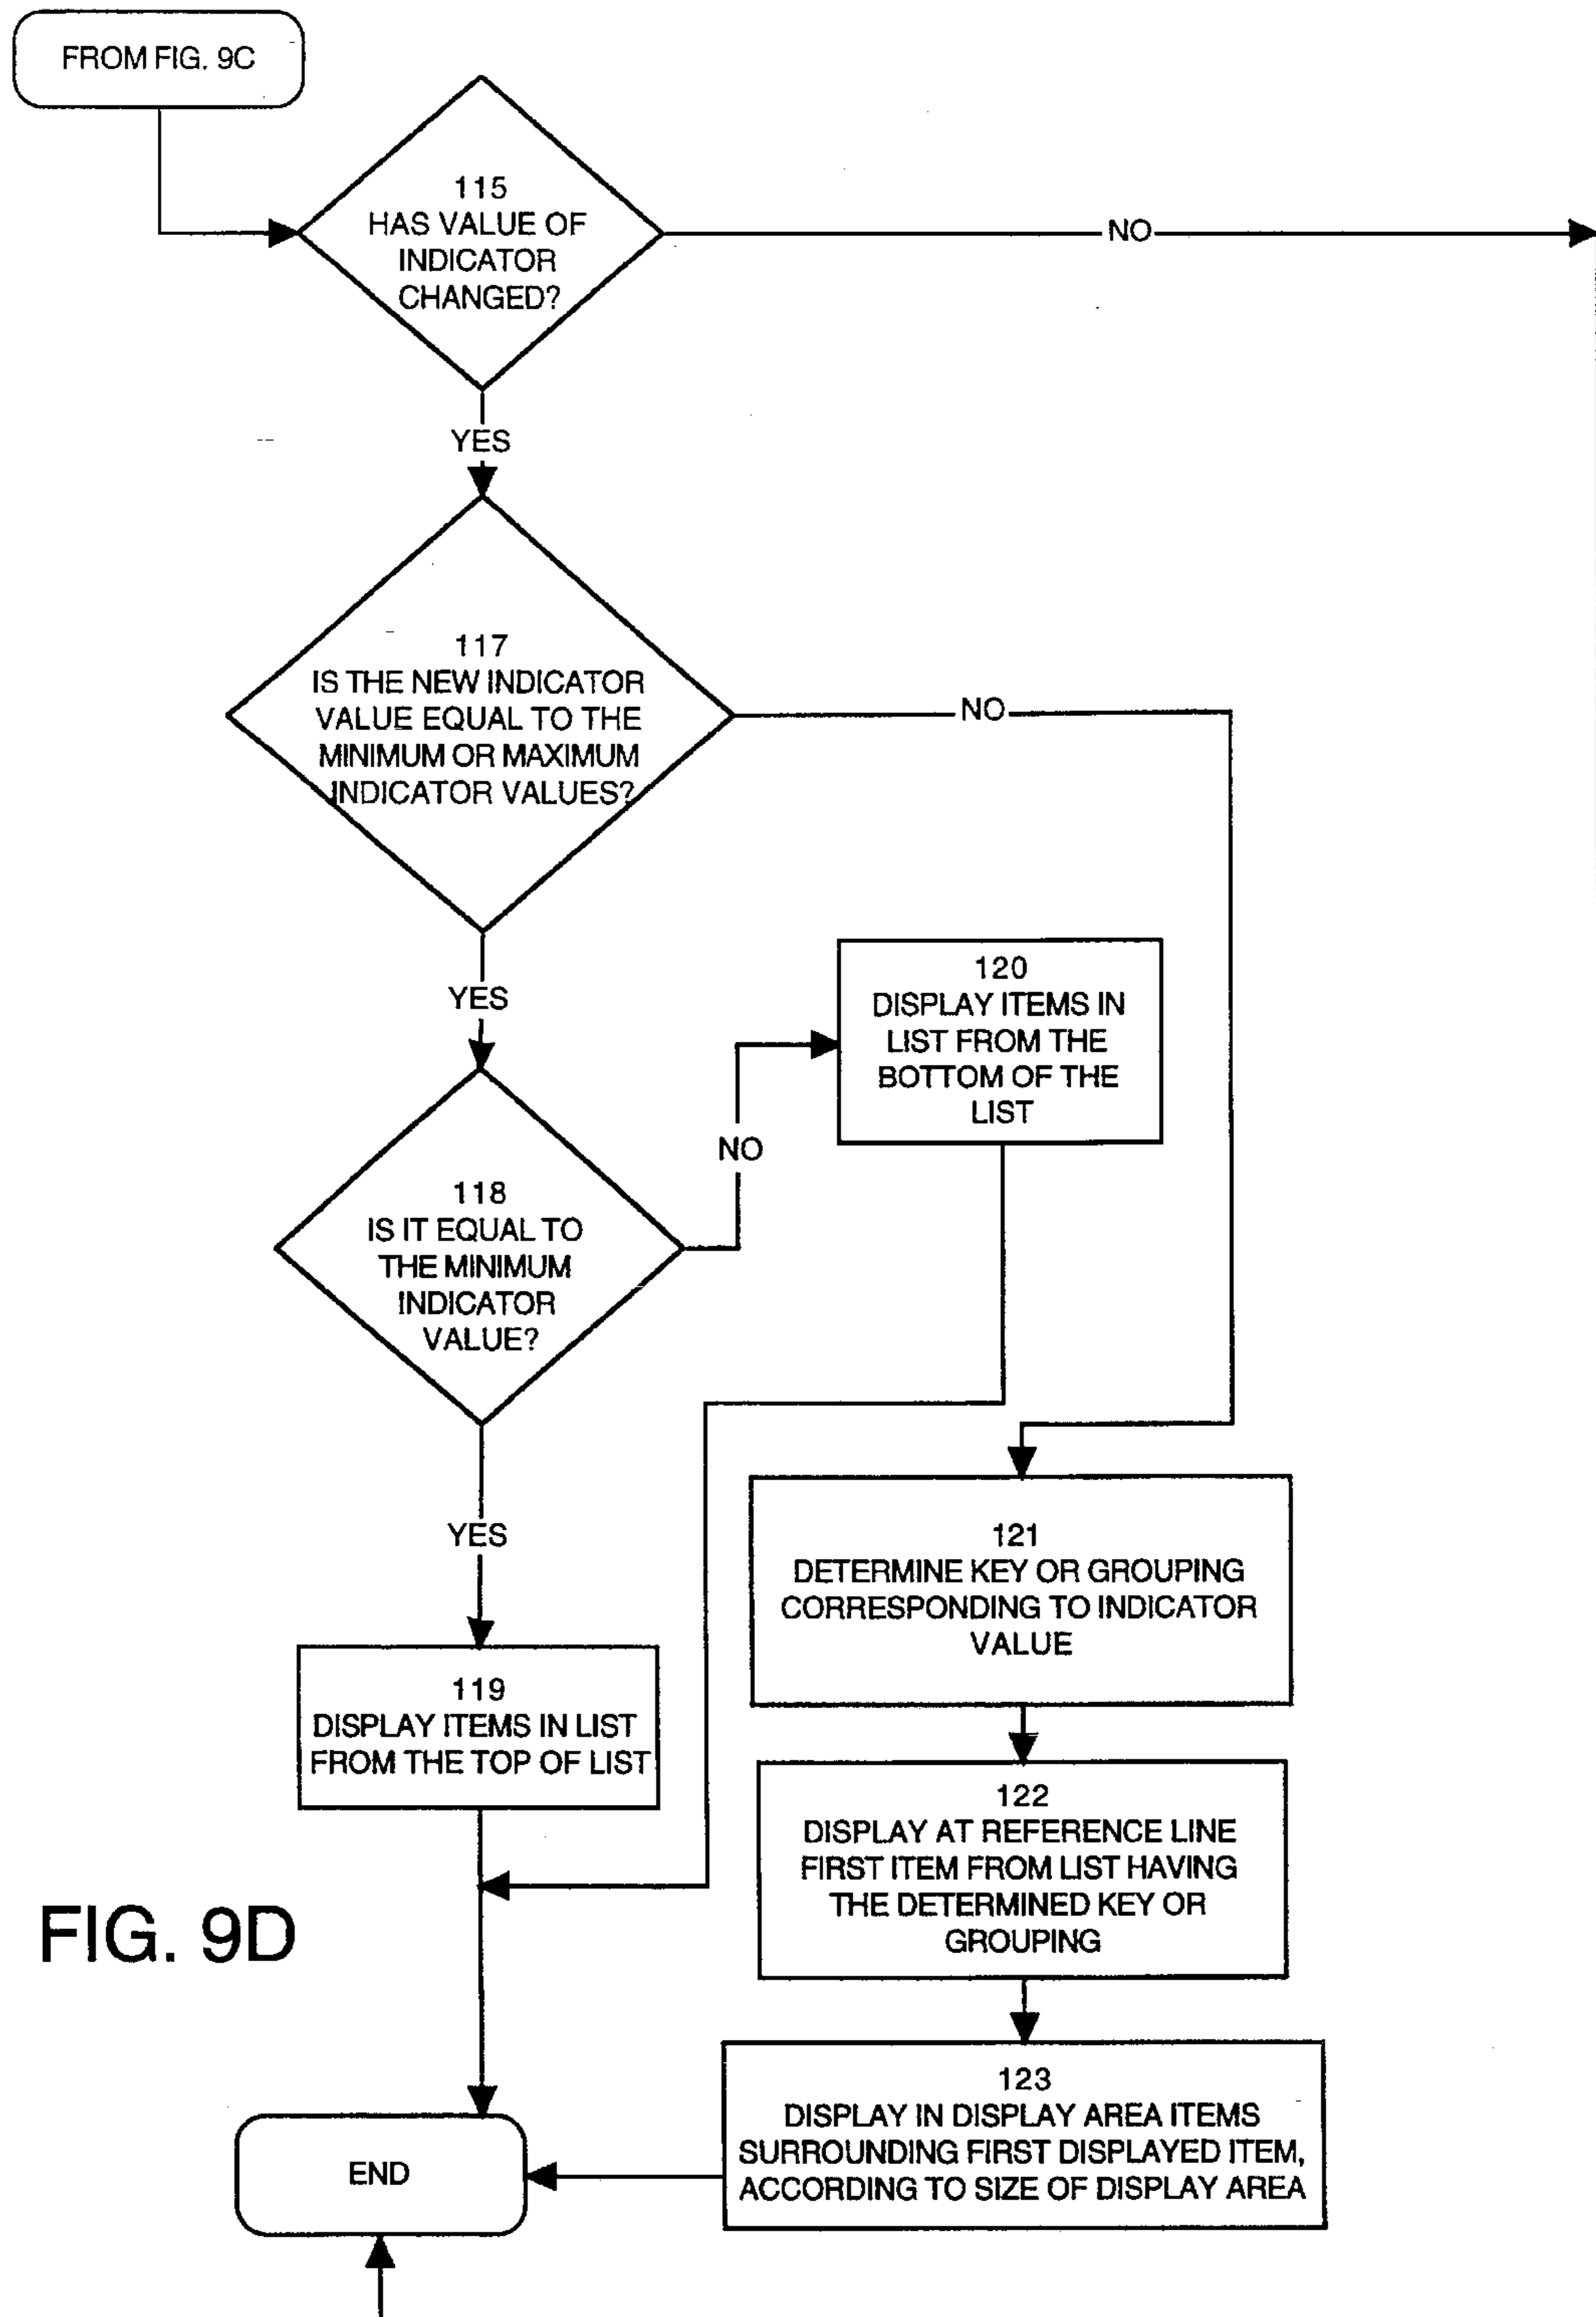 FROM FIG. 9C
115
HAS VALUE OF
INDICATOR
CHANGED?
NO
YES
117
IS THE NEW INDICATOR
VALUE EQUAL TO THE
MINIMUM OR MAXIMUM
INDICATOR VALUES?
NO
YES
120
DISPLAY ITEMS IN
LIST FROM THE
BOTTOM OF THE
LIST
NO
118
IS IT EQUAL TO
THE MINIMUM
INDICATOR
VALUE?
YES
121
DETERMINE KEY OR GROUPING
CORRESPONDING TO INDICATOR
VALUE
119
DISPLAY ITEMS IN LIST
FROM THE TOP OF LIST
122
DISPLAY AT REFERENCE LINE
FIRST ITEM FROM LIST HAVING
THE DETERMINED KEY OR
GROUPING
FIG. 9D
123
DISPLAY IN DISPLAY AREA ITEMS
SURROUNDING FIRST DISPLAYED ITEM,
ACCORDING TO SIZE OF DISPLAY AREA
END